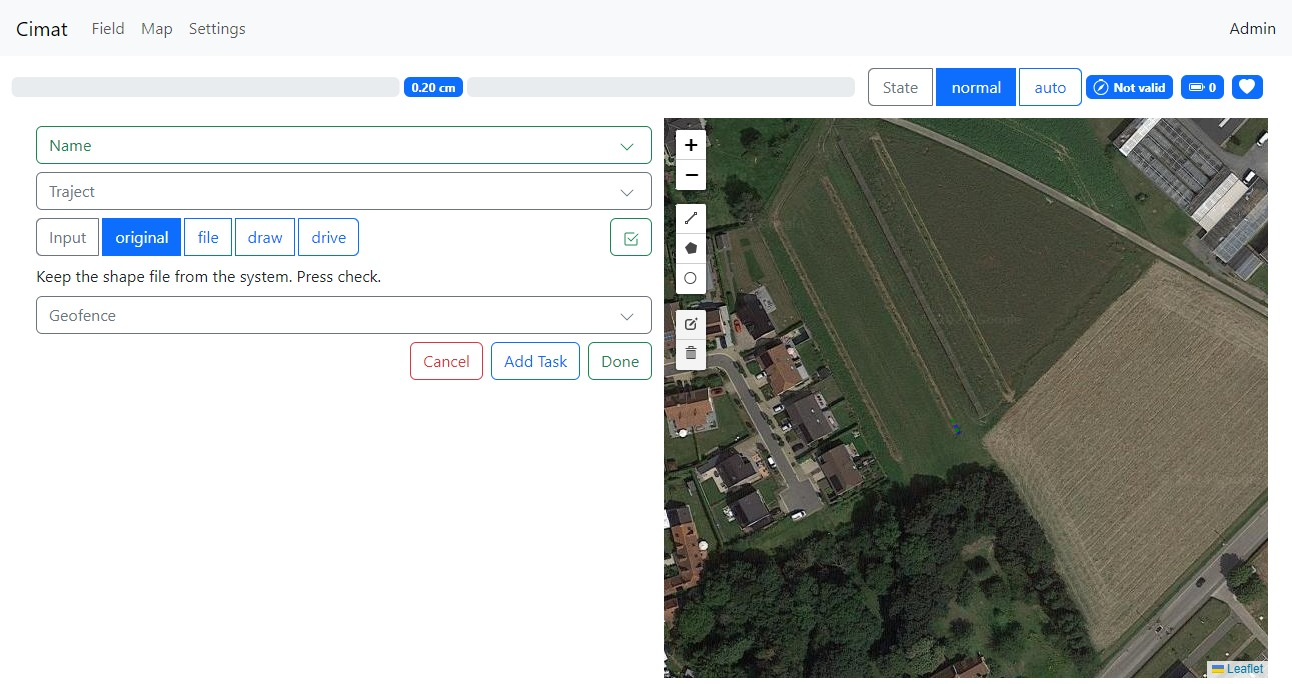 Cimat Field Map Settings Admin
0.20 cm State normal auto Not valid 0
Name
Traject
Input original file draw drive
Keep the shape file from the system. Press check.
Geofence
Cancel Add Task Done
+
−
Leaflet